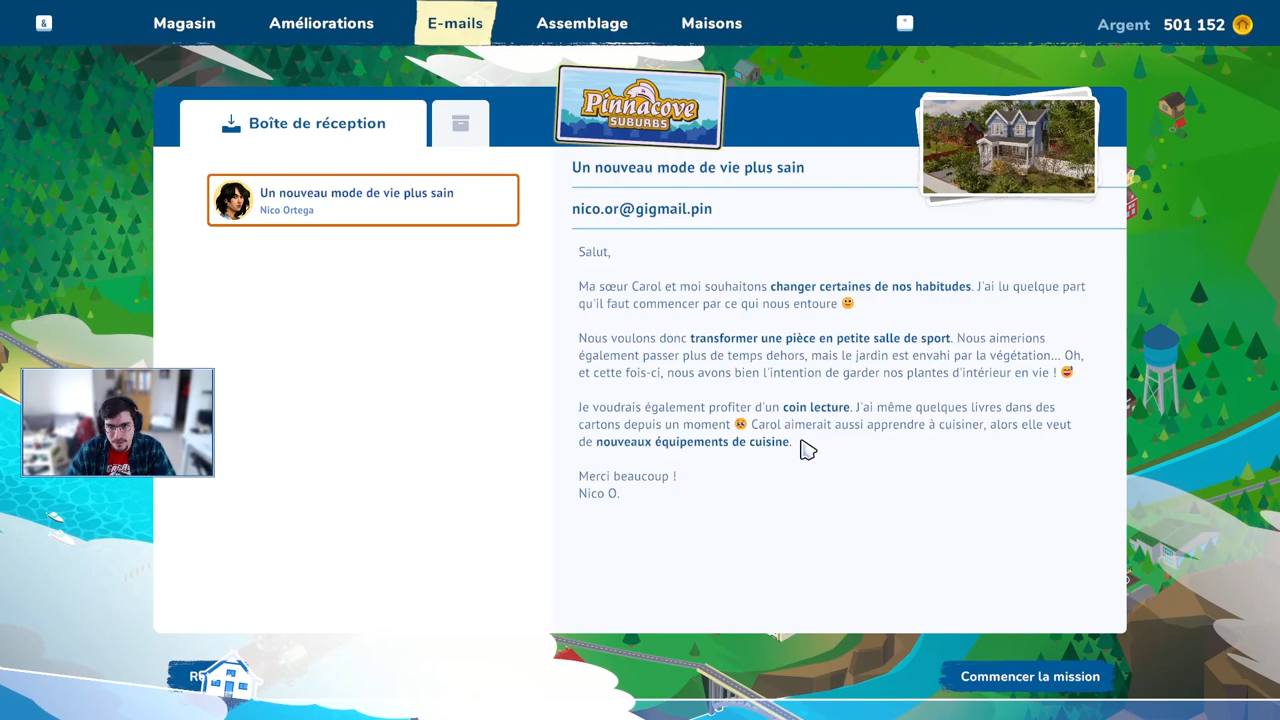 &
Magasin
Améliorations
E-mails
Assemblage
Maisons
"
Argent 501 152
Boîte de réception
Pinnacove
SUBURBS
Un nouveau mode de vie plus sain
Nico Ortega
Un nouveau mode de vie plus sain
nico.or@gigmail.pin
Salut,
Ma sœur Carol et moi souhaitons changer certaines de nos habitudes. J'ai lu quelque part
qu'il faut commencer par ce qui nous entoure 🙂
Nous voulons donc transformer une pièce en petite salle de sport. Nous aimerions
également passer plus de temps dehors, mais le jardin est envahi par la végétation... Oh,
et cette fois-ci, nous avons bien l'intention de garder nos plantes d'intérieur en vie ! 😅
Je voudrais également profiter d'un coin lecture. J'ai même quelques livres dans des
cartons depuis un moment 😖 Carol aimerait aussi apprendre à cuisiner, alors elle veut
de nouveaux équipements de cuisine.
Merci beaucoup !
Nico O.
Commencer la mission